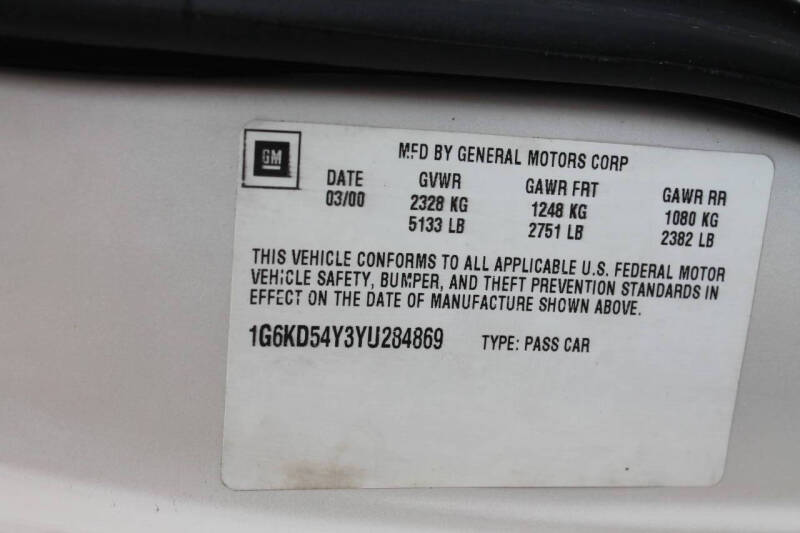 GM
MFD BY GENERAL MOTORS CORP
DATE GVWR GAWR FRT GAWR RR
03/00 2328 KG 1248 KG 1080 KG
5133 LB 2751 LB 2382 LB
THIS VEHICLE CONFORMS TO ALL APPLICABLE U.S. FEDERAL MOTOR
VEHICLE SAFETY, BUMPER, AND THEFT PREVENTION STANDARDS IN
EFFECT ON THE DATE OF MANUFACTURE SHOWN ABOVE.
1G6KD54Y3YU284869 TYPE: PASS CAR